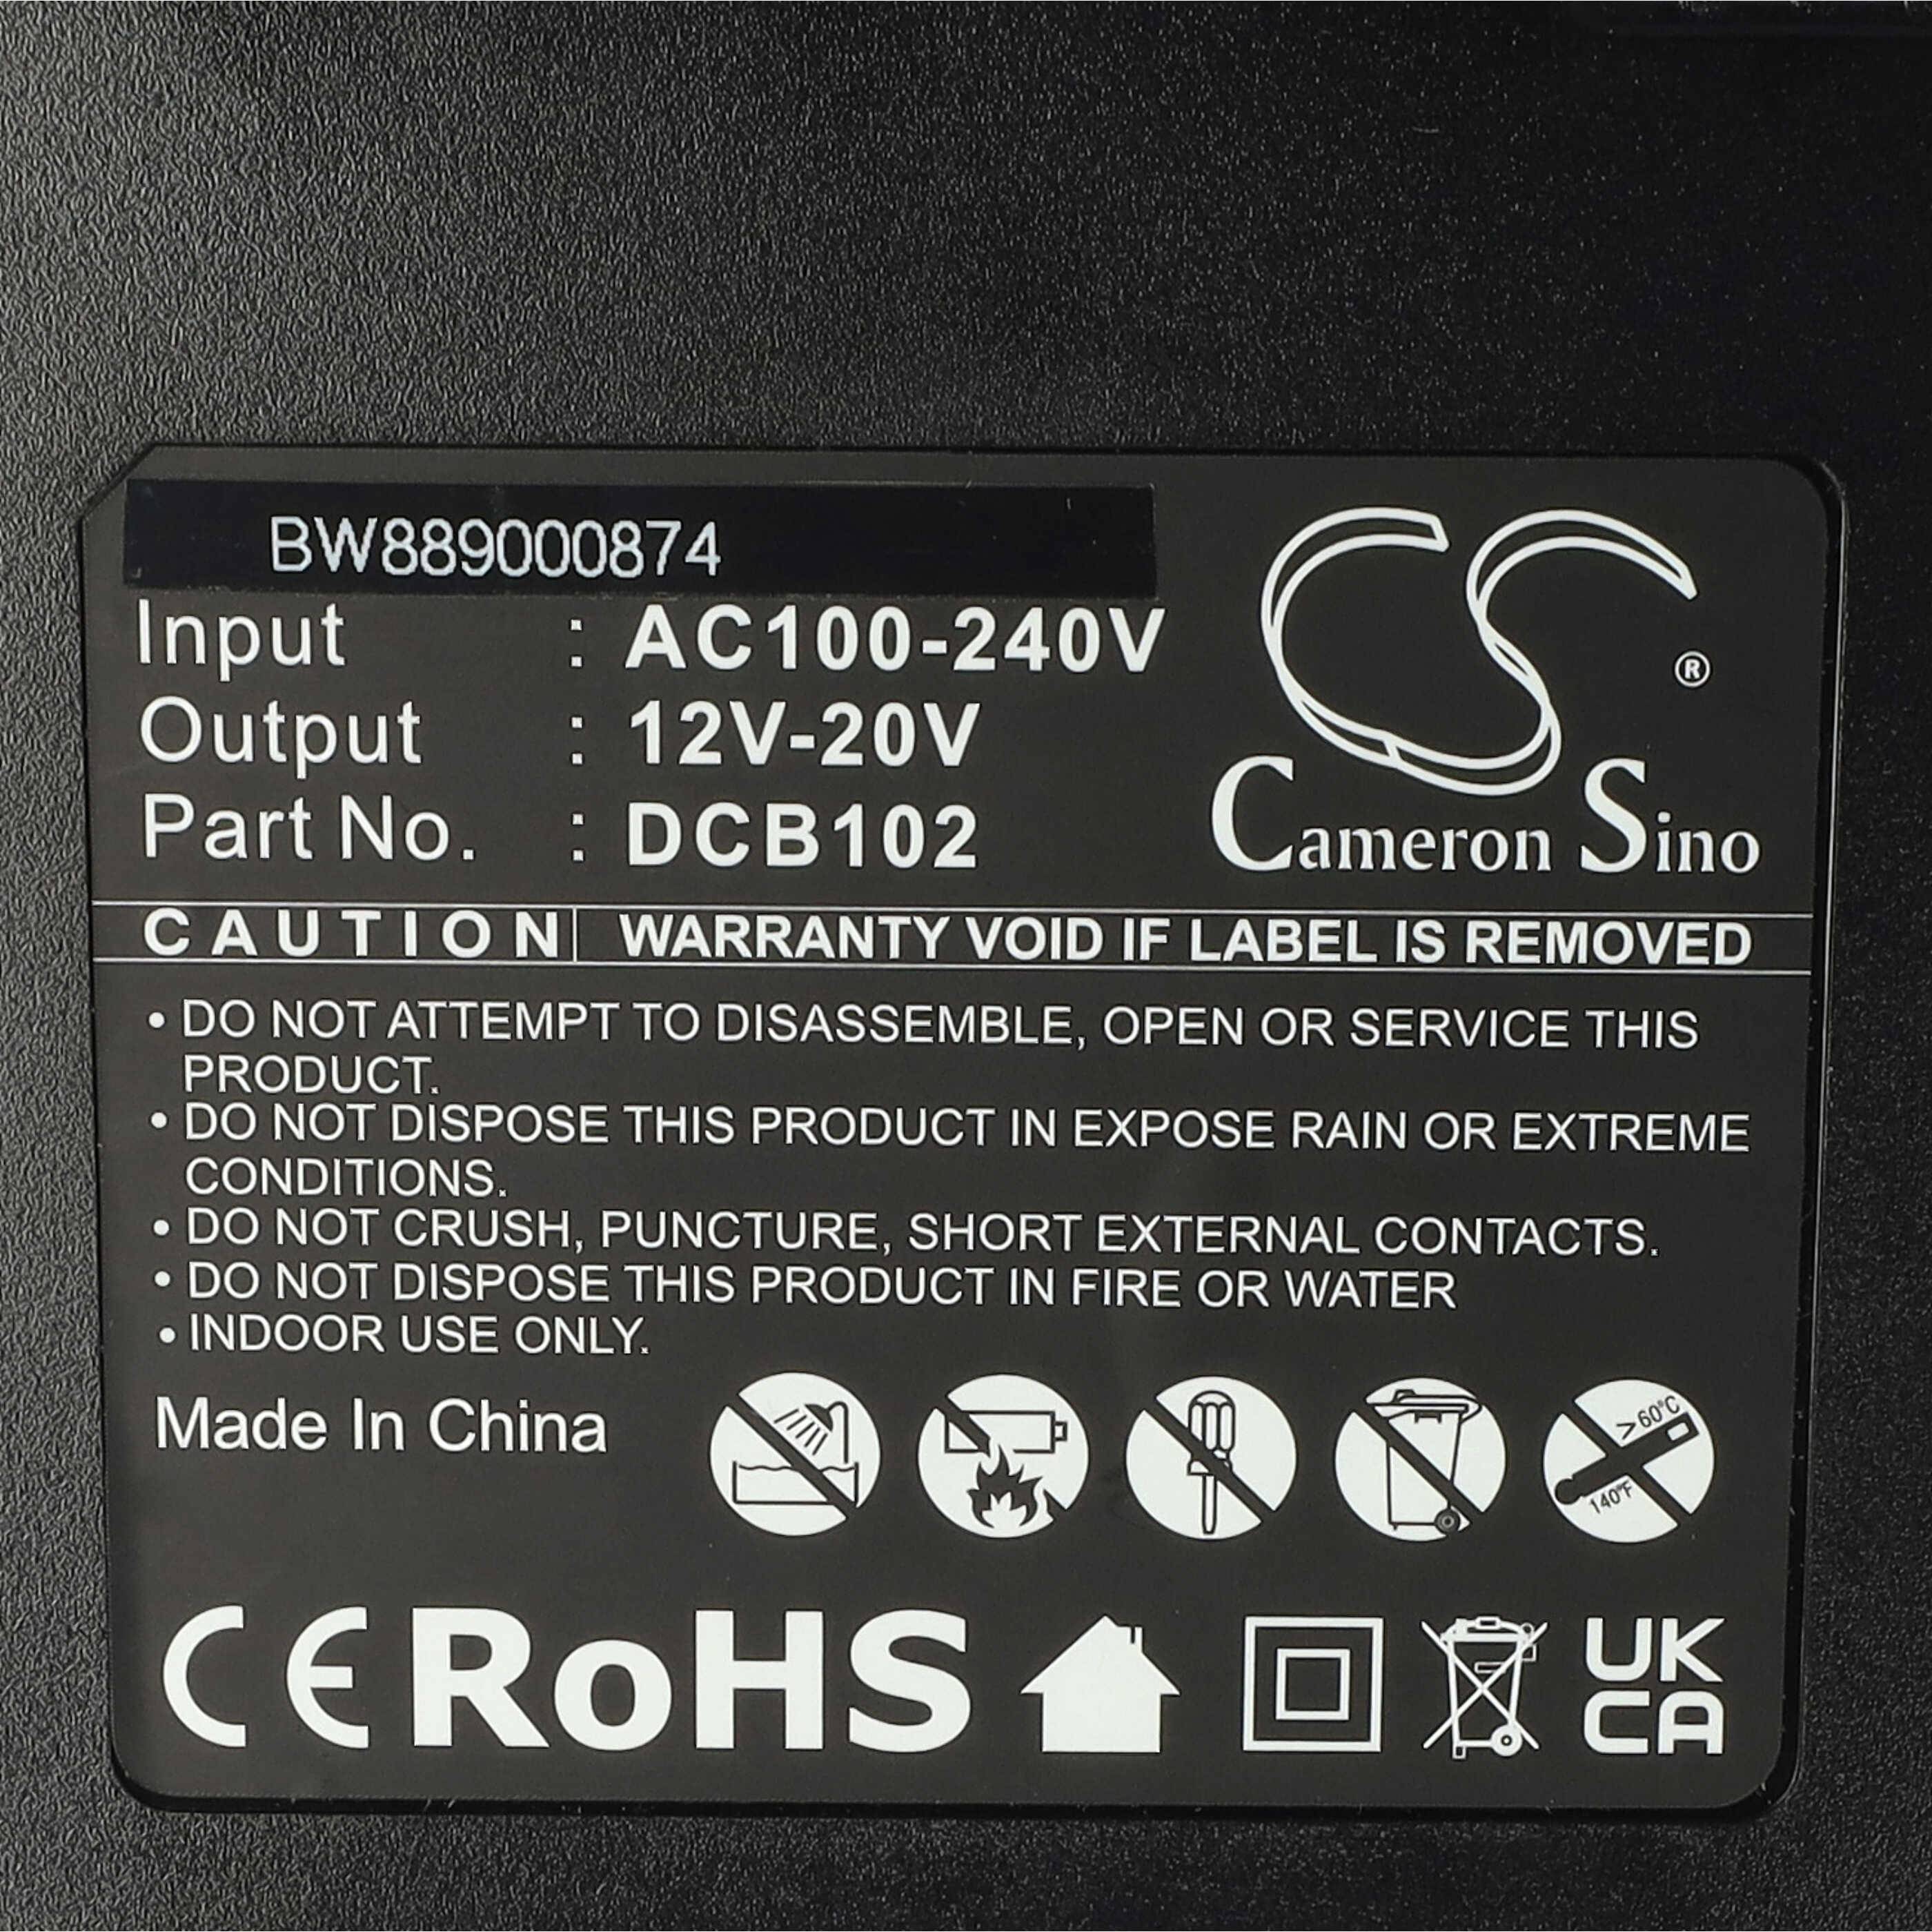 BW889000874
Input : AC100-240V
Output : 12V-20V
Part No. : DCB102
CS ®
Cameron Sino
CAUTION WARRANTY VOID IF LABEL IS REMOVED
• DO NOT ATTEMPT TO DISASSEMBLE, OPEN OR SERVICE THIS
PRODUCT.
• DO NOT DISPOSE THIS PRODUCT IN EXPOSE RAIN OR EXTREME
CONDITIONS.
• DO NOT CRUSH, PUNCTURE, SHORT EXTERNAL CONTACTS.
• DO NOT DISPOSE THIS PRODUCT IN FIRE OR WATER
• INDOOR USE ONLY.
Made In China
>60°C
140°F
CE RoHS
UK
CA